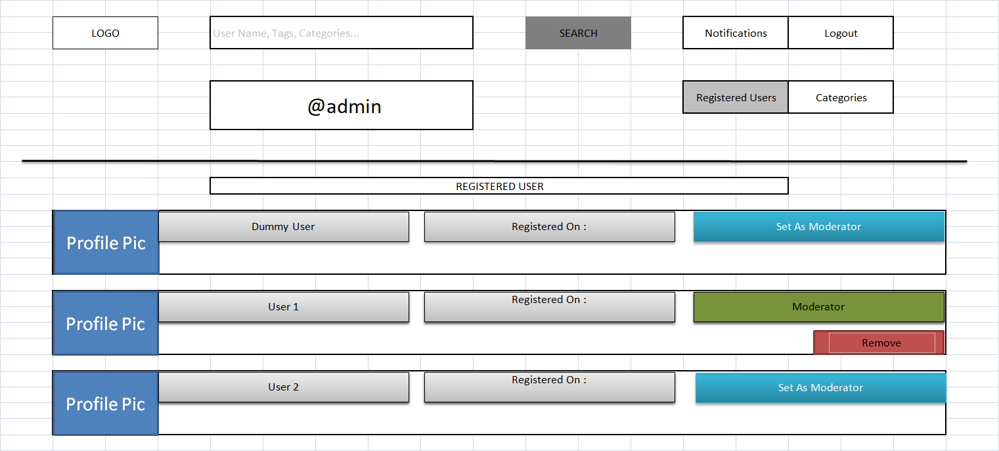 LOGO
User Name, Tags, Categories...
SEARCH
Notifications
Logout
@admin
Registered Users
Categories
REGISTERED USER
Profile Pic
Dummy User
Registered On :
Set As Moderator
Profile Pic
User 1
Registered On :
Moderator
Remove
Profile Pic
User 2
Registered On :
Set As Moderator